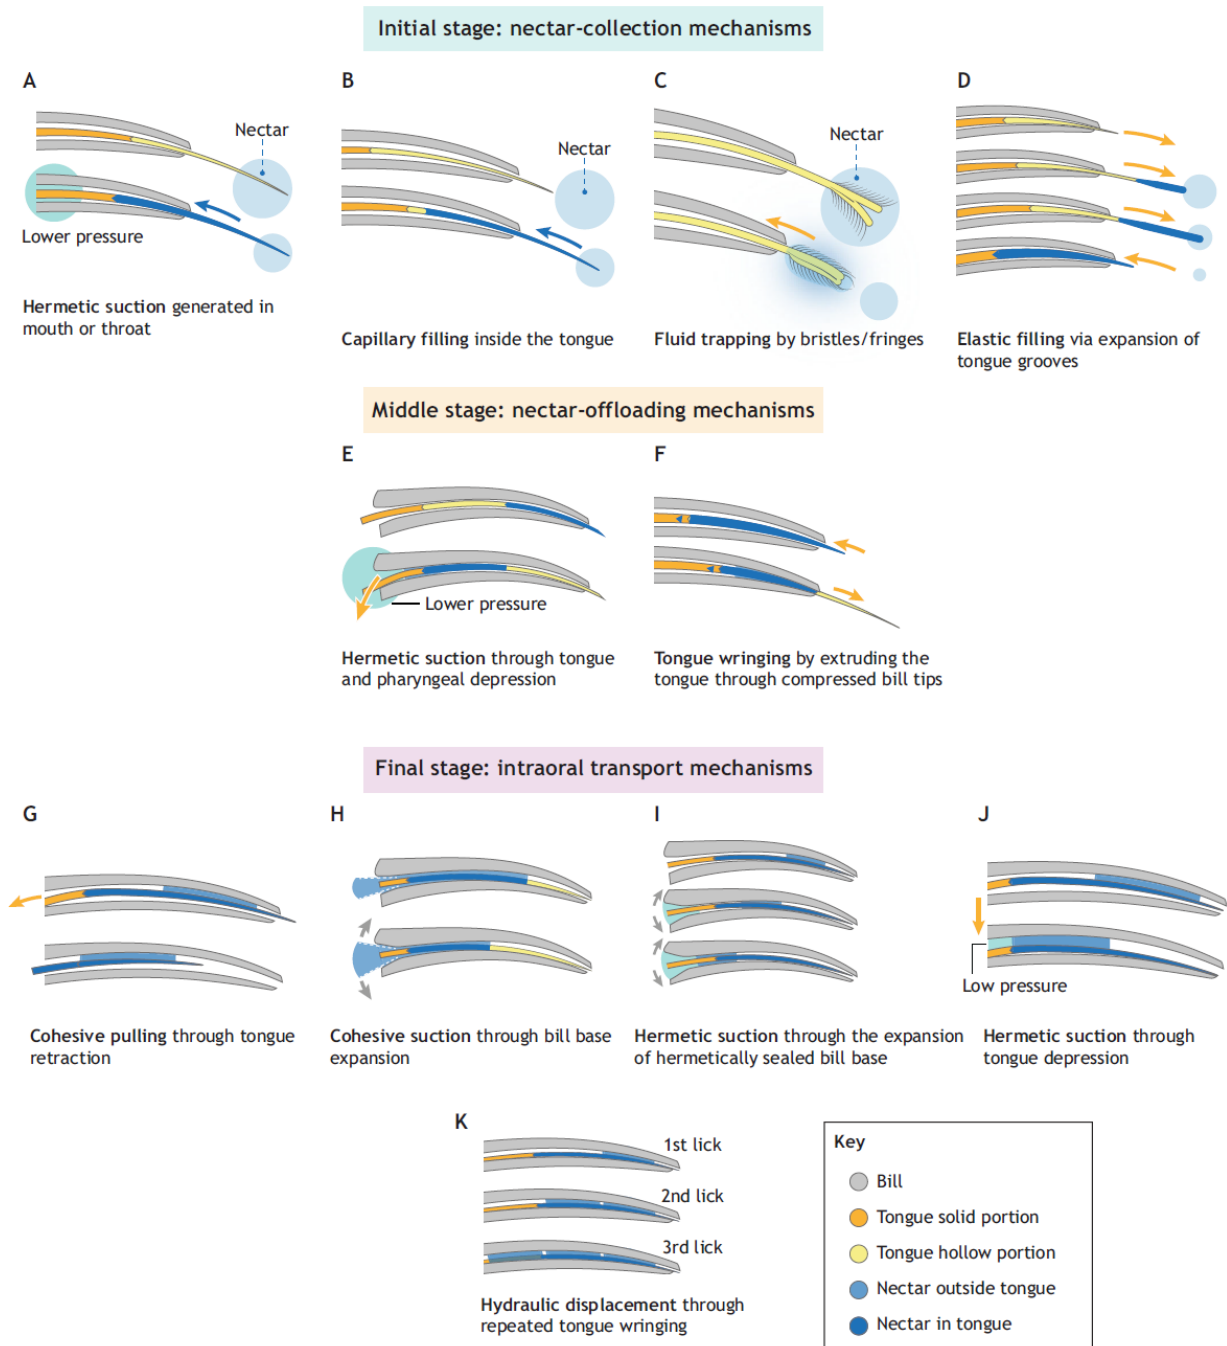 Initial stage: nectar-collection mechanisms
A
Nectar
Lower pressure
Hermetic suction generated in
mouth or throat
B
Nectar
Capillary filling inside the tongue
C
Nectar
Fluid trapping by bristles/fringes
D
Elastic filling via expansion of
tongue grooves
Middle stage: nectar-offloading mechanisms
E
Lower pressure
Hermetic suction through tongue
and pharyngeal depression
F
Tongue wringing by extruding the
tongue through compressed bill tips
Final stage: intraoral transport mechanisms
G
Cohesive pulling through tongue
retraction
H
Cohesive suction through bill base
expansion
I
Hermetic suction through the expansion
of hermetically sealed bill base
J
Low pressure
Hermetic suction through
tongue depression
K
1st lick
2nd lick
3rd lick
Hydraulic displacement through
repeated tongue wringing
Key
Bill
Tongue solid portion
Tongue hollow portion
Nectar outside tongue
Nectar in tongue